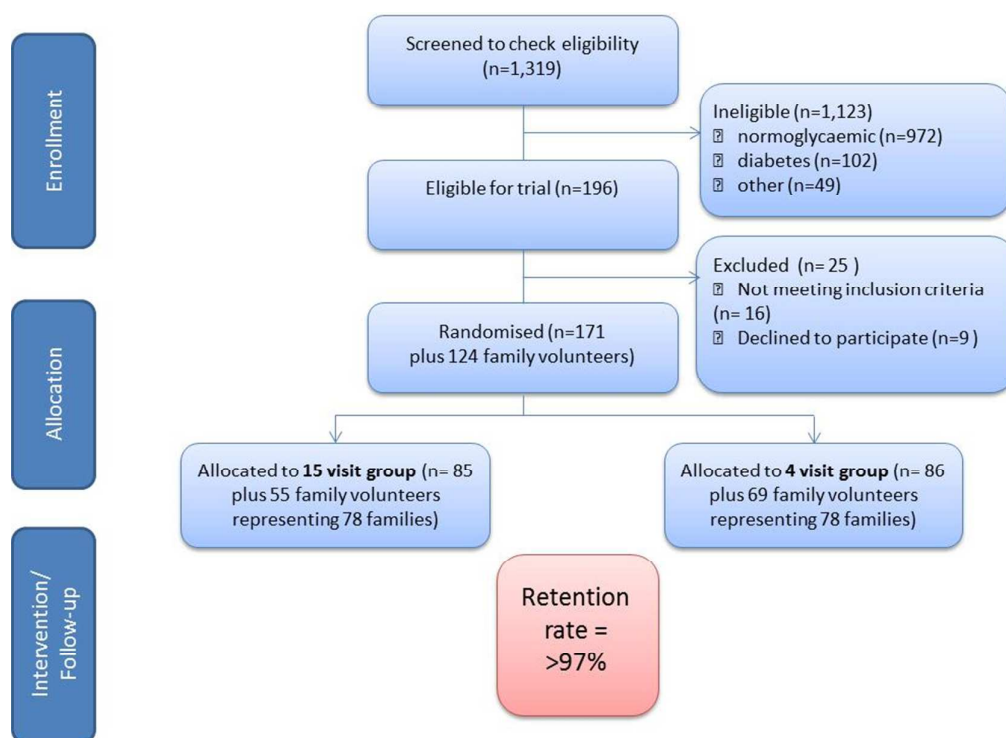 Enrollment
Screened to check eligibility
(n=1,319)
Ineligible (n=1,123)
⍰ normoglycaemic (n=972)
⍰ diabetes (n=102)
⍰ other (n=49)
Eligible for trial (n=196)
Excluded (n= 25 )
⍰ Not meeting inclusion criteria
(n= 16)
⍰ Declined to participate (n=9 )
Allocation
Randomised (n=171
plus 124 family volunteers)
Allocated to 15 visit group (n= 85
plus 55 family volunteers
representing 78 families)
Allocated to 4 visit group (n= 86
plus 69 family volunteers
representing 78 families)
Intervention/
Follow-up
Retention
rate =
>97%